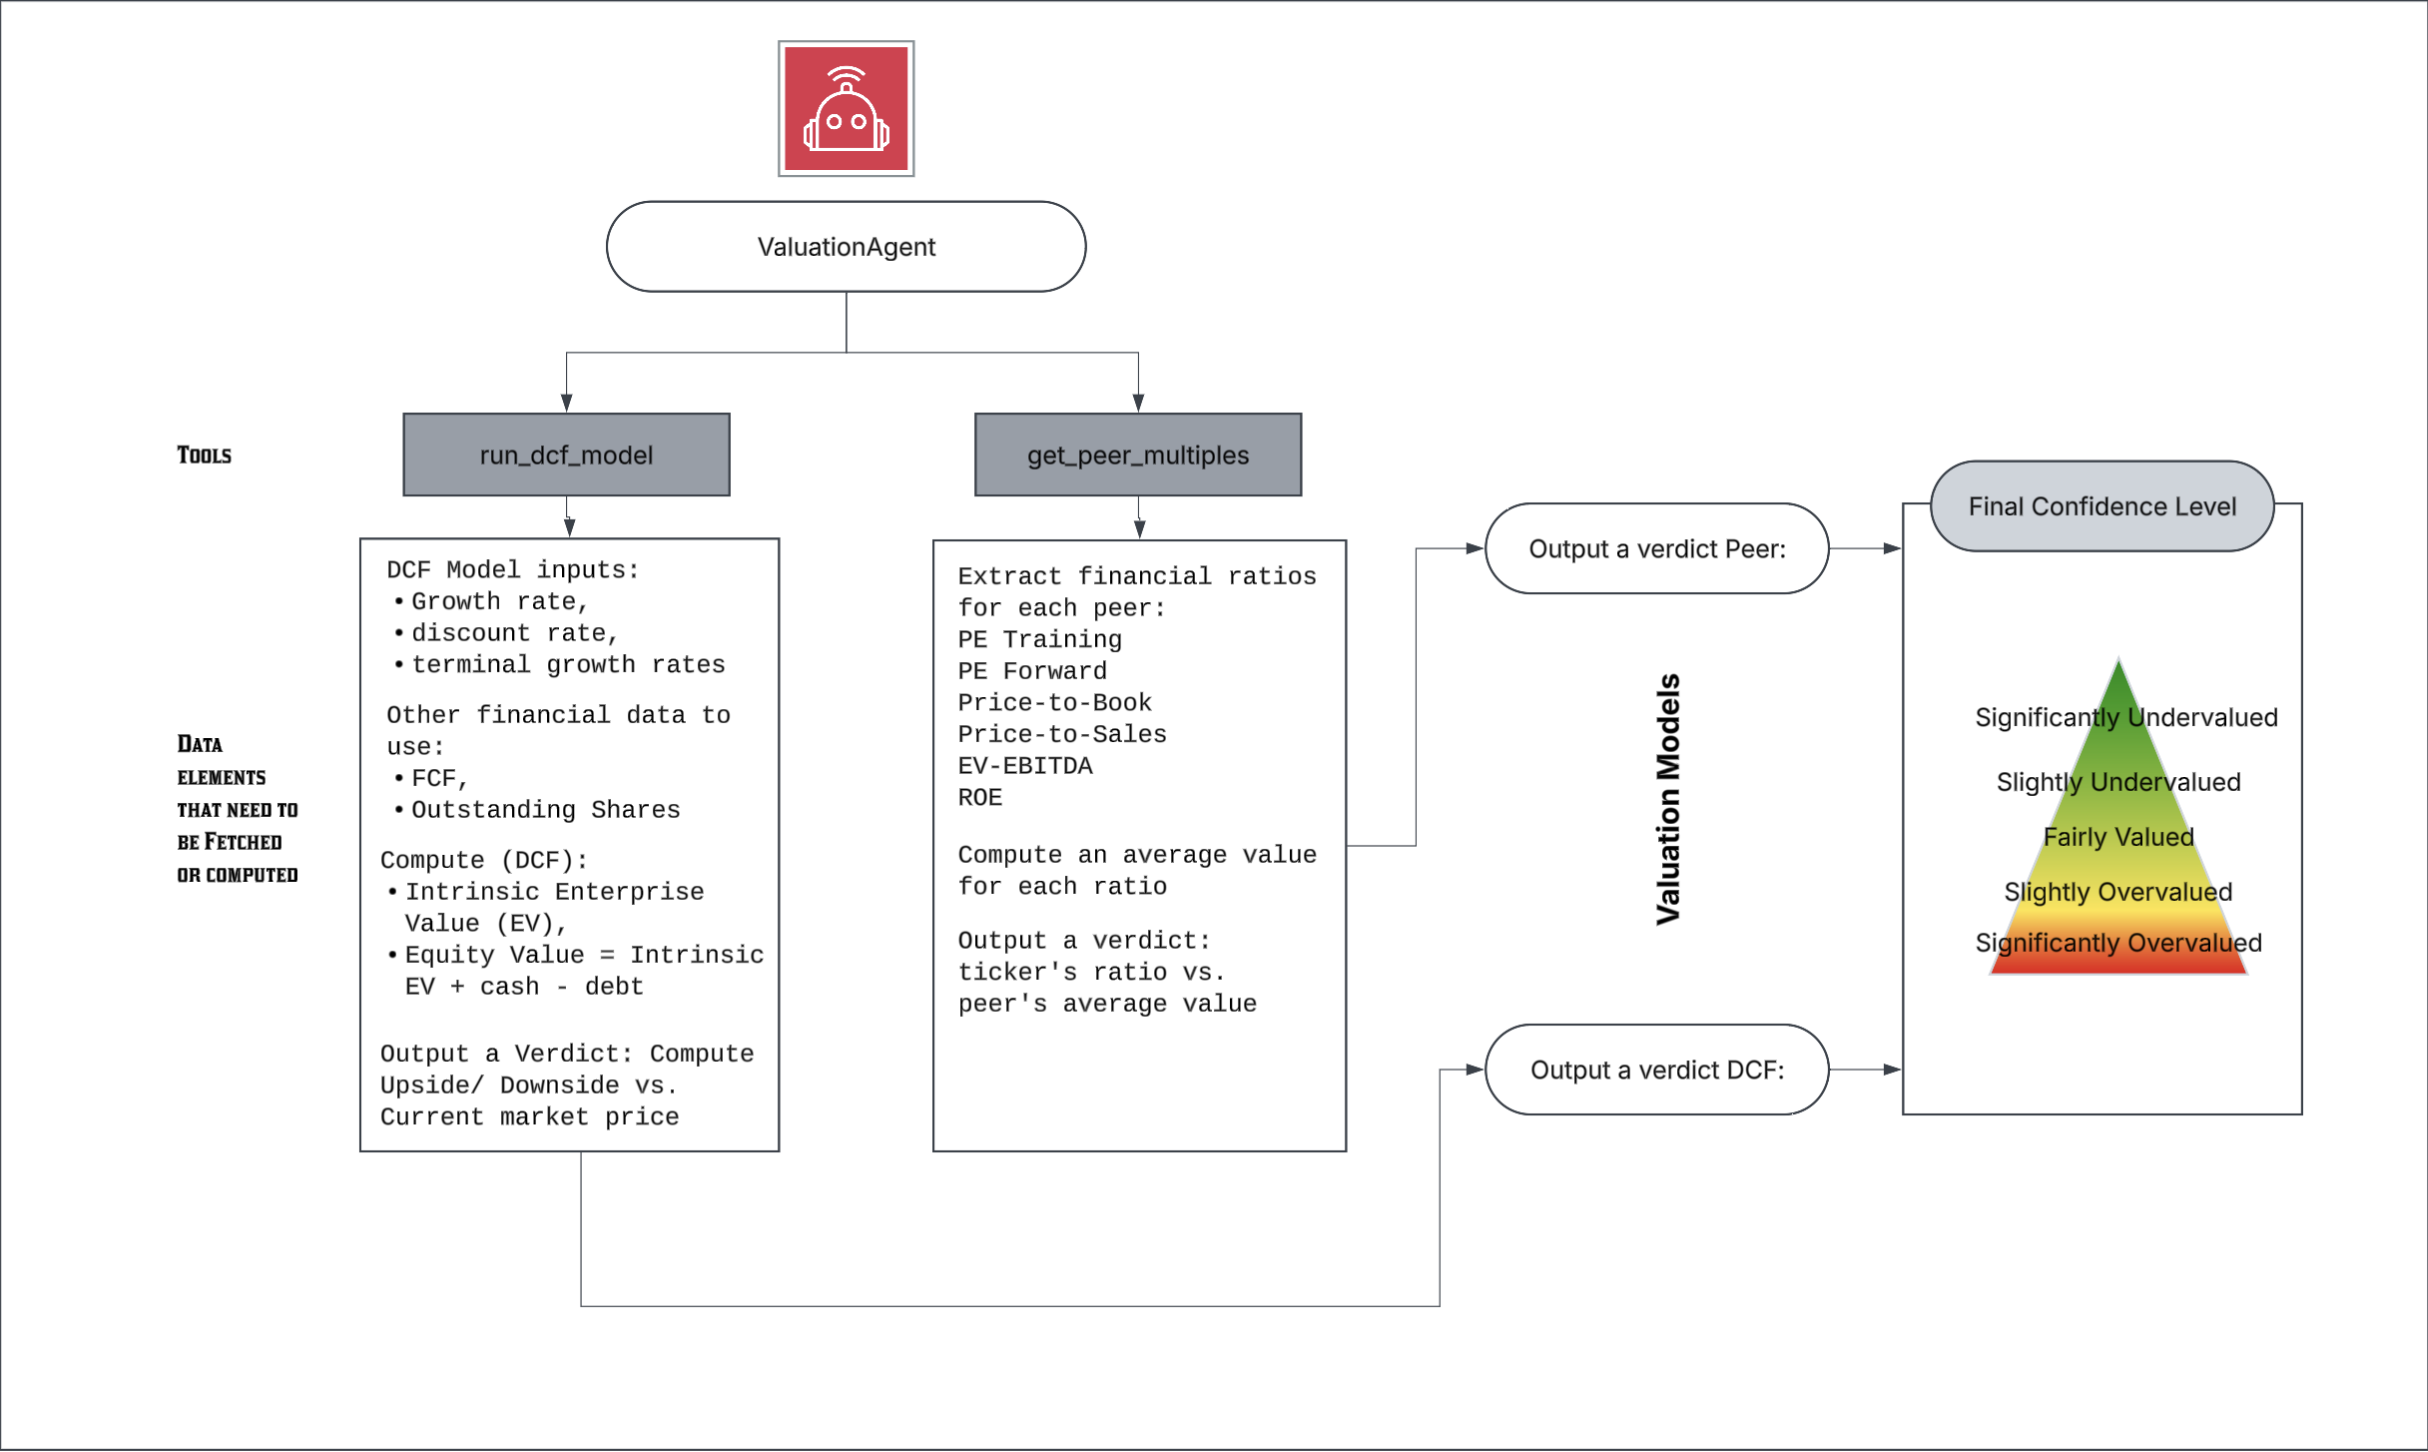 ValuationAgent
Tools
run_dcf_model
get_peer_multiples
Data
elements
that need to
be Fetched
or computed
DCF Model inputs:
• Growth rate,
• discount rate,
• terminal growth rates
Other financial data to
use:
• FCF,
• Outstanding Shares
Compute (DCF):
• Intrinsic Enterprise
Value (EV),
• Equity Value = Intrinsic
EV + cash - debt
Output a Verdict: Compute
Upside/ Downside vs.
Current market price
Extract financial ratios
for each peer:
PE Training
PE Forward
Price-to-Book
Price-to-Sales
EV-EBITDA
ROE
Compute an average value
for each ratio
Output a verdict:
ticker's ratio vs.
peer's average value
Output a verdict Peer:
Valuation Models
Output a verdict DCF:
Final Confidence Level
Significantly Undervalued
Slightly Undervalued
Fairly Valued
Slightly Overvalued
Significantly Overvalued